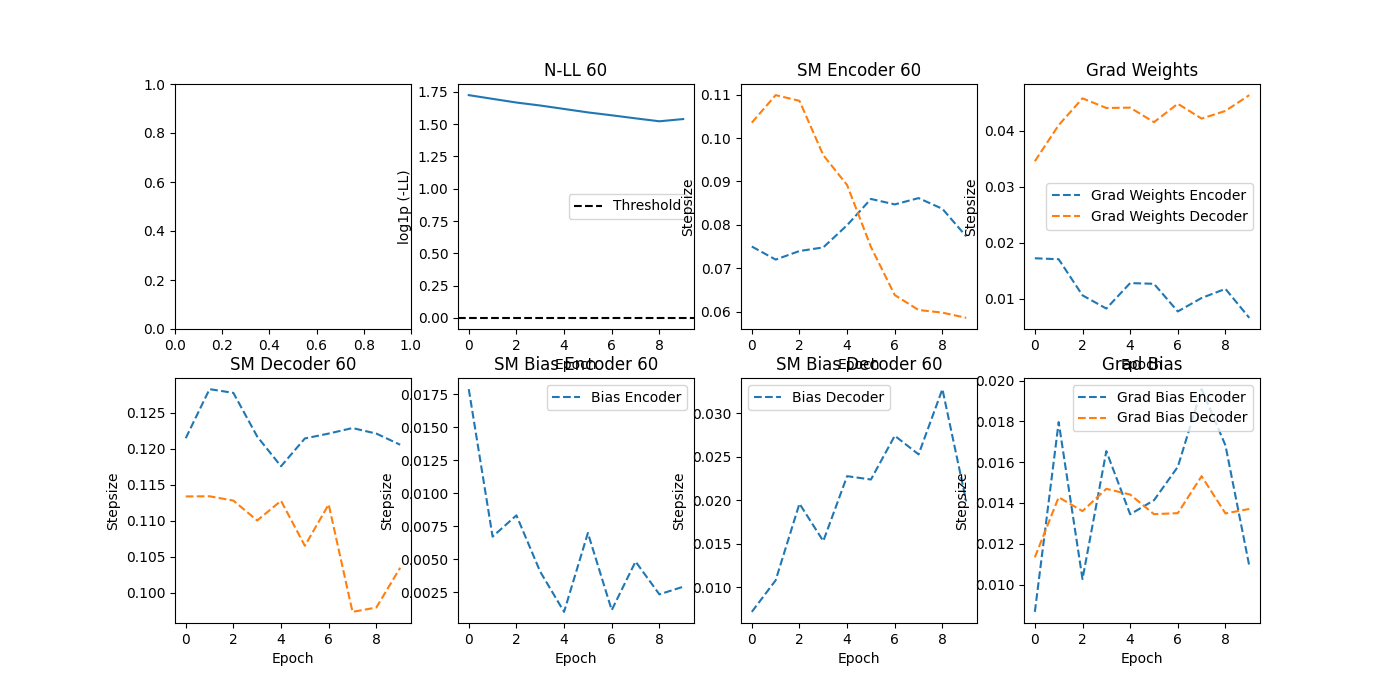 N-LL 60
SM Encoder 60
Grad Weights
1.0
0.8
0.6
0.4
0.2
0.0
0.0 0.2 0.4 0.6 0.8 1.0
log1p (-LL)
1.75
1.50
1.25
1.00
0.75
0.50
0.25
0.00
Threshold
0 2 4 6 8
Epoch
Stepsize
0.11
0.10
0.09
0.08
0.07
0.06
0 2 4 6 8
Epoch
Stepsize
0.04
0.03
0.02
0.01
Grad Weights Encoder
Grad Weights Decoder
0 2 4 6 8
Epoch
SM Decoder 60
SM Bias Encoder 60
SM Bias Decoder 60
Grad Bias
Stepsize
0.125
0.120
0.115
0.110
0.105
0.100
0 2 4 6 8
Epoch
Stepsize
0.0175
0.0150
0.0125
0.0100
0.0075
0.0050
0.0025
Bias Encoder
0 2 4 6 8
Epoch
Stepsize
0.030
0.025
0.020
0.015
0.010
Bias Decoder
0 2 4 6 8
Epoch
Stepsize
0.020
0.018
0.016
0.014
0.012
0.010
Grad Bias Encoder
Grad Bias Decoder
0 2 4 6 8
Epoch